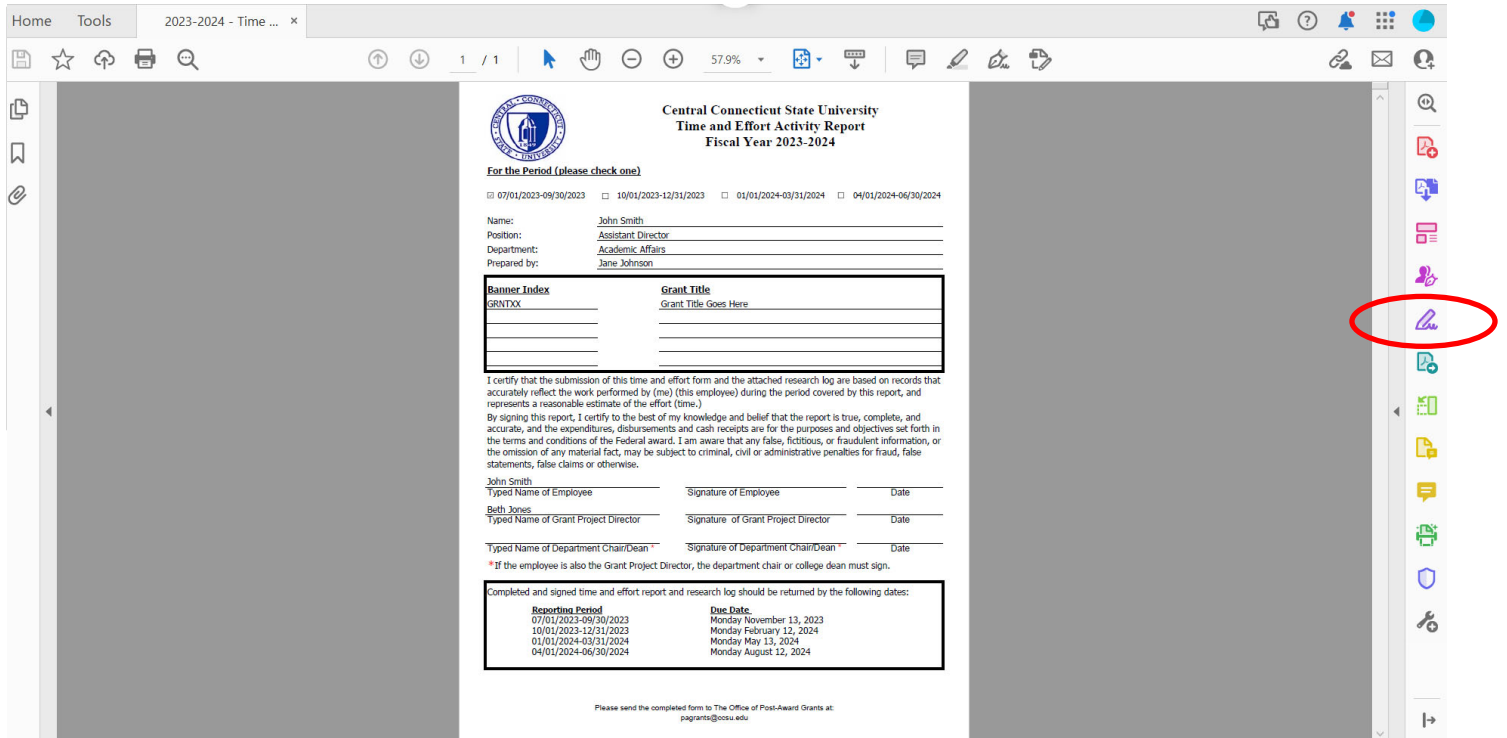 Home Tools 2023-2024 - Time ... ×
1 / 1 57.9%
CENTRAL • CONNECTICUT • STATE • UNIVERSITY
Central Connecticut State University
Time and Effort Activity Report
Fiscal Year 2023-2024
For the Period (please check one)
☑ 07/01/2023-09/30/2023 ☐ 10/01/2023-12/31/2023 ☐ 01/01/2024-03/31/2024 ☐ 04/01/2024-06/30/2024
Name: John Smith
Position: Assistant Director
Department: Academic Affairs
Prepared by: Jane Johnson
Banner Index Grant Title
GRNTXX Grant Title Goes Here
I certify that the submission of this time and effort form and the attached research log are based on records that
accurately reflect the work performed by (me) (this employee) during the period covered by this report, and
represents a reasonable estimate of the effort (time.)
By signing this report, I certify to the best of my knowledge and belief that the report is true, complete, and
accurate, and the expenditures, disbursements and cash receipts are for the purposes and objectives set forth in
the terms and conditions of the Federal award. I am aware that any false, fictitious, or fraudulent information, or
the omission of any material fact, may be subject to criminal, civil or administrative penalties for fraud, false
statements, false claims or otherwise.
John Smith
Typed Name of Employee Signature of Employee Date
Beth Jones
Typed Name of Grant Project Director Signature of Grant Project Director Date
Typed Name of Department Chair/Dean * Signature of Department Chair/Dean * Date
*If the employee is also the Grant Project Director, the department chair or college dean must sign.
Completed and signed time and effort report and research log should be returned by the following dates:
Reporting Period Due Date
07/01/2023-09/30/2023 Monday November 13, 2023
10/01/2023-12/31/2023 Monday February 12, 2024
01/01/2024-03/31/2024 Monday May 13, 2024
04/01/2024-06/30/2024 Monday August 12, 2024
Please send the completed form to The Office of Post-Award Grants at:
pagrants@ccsu.edu